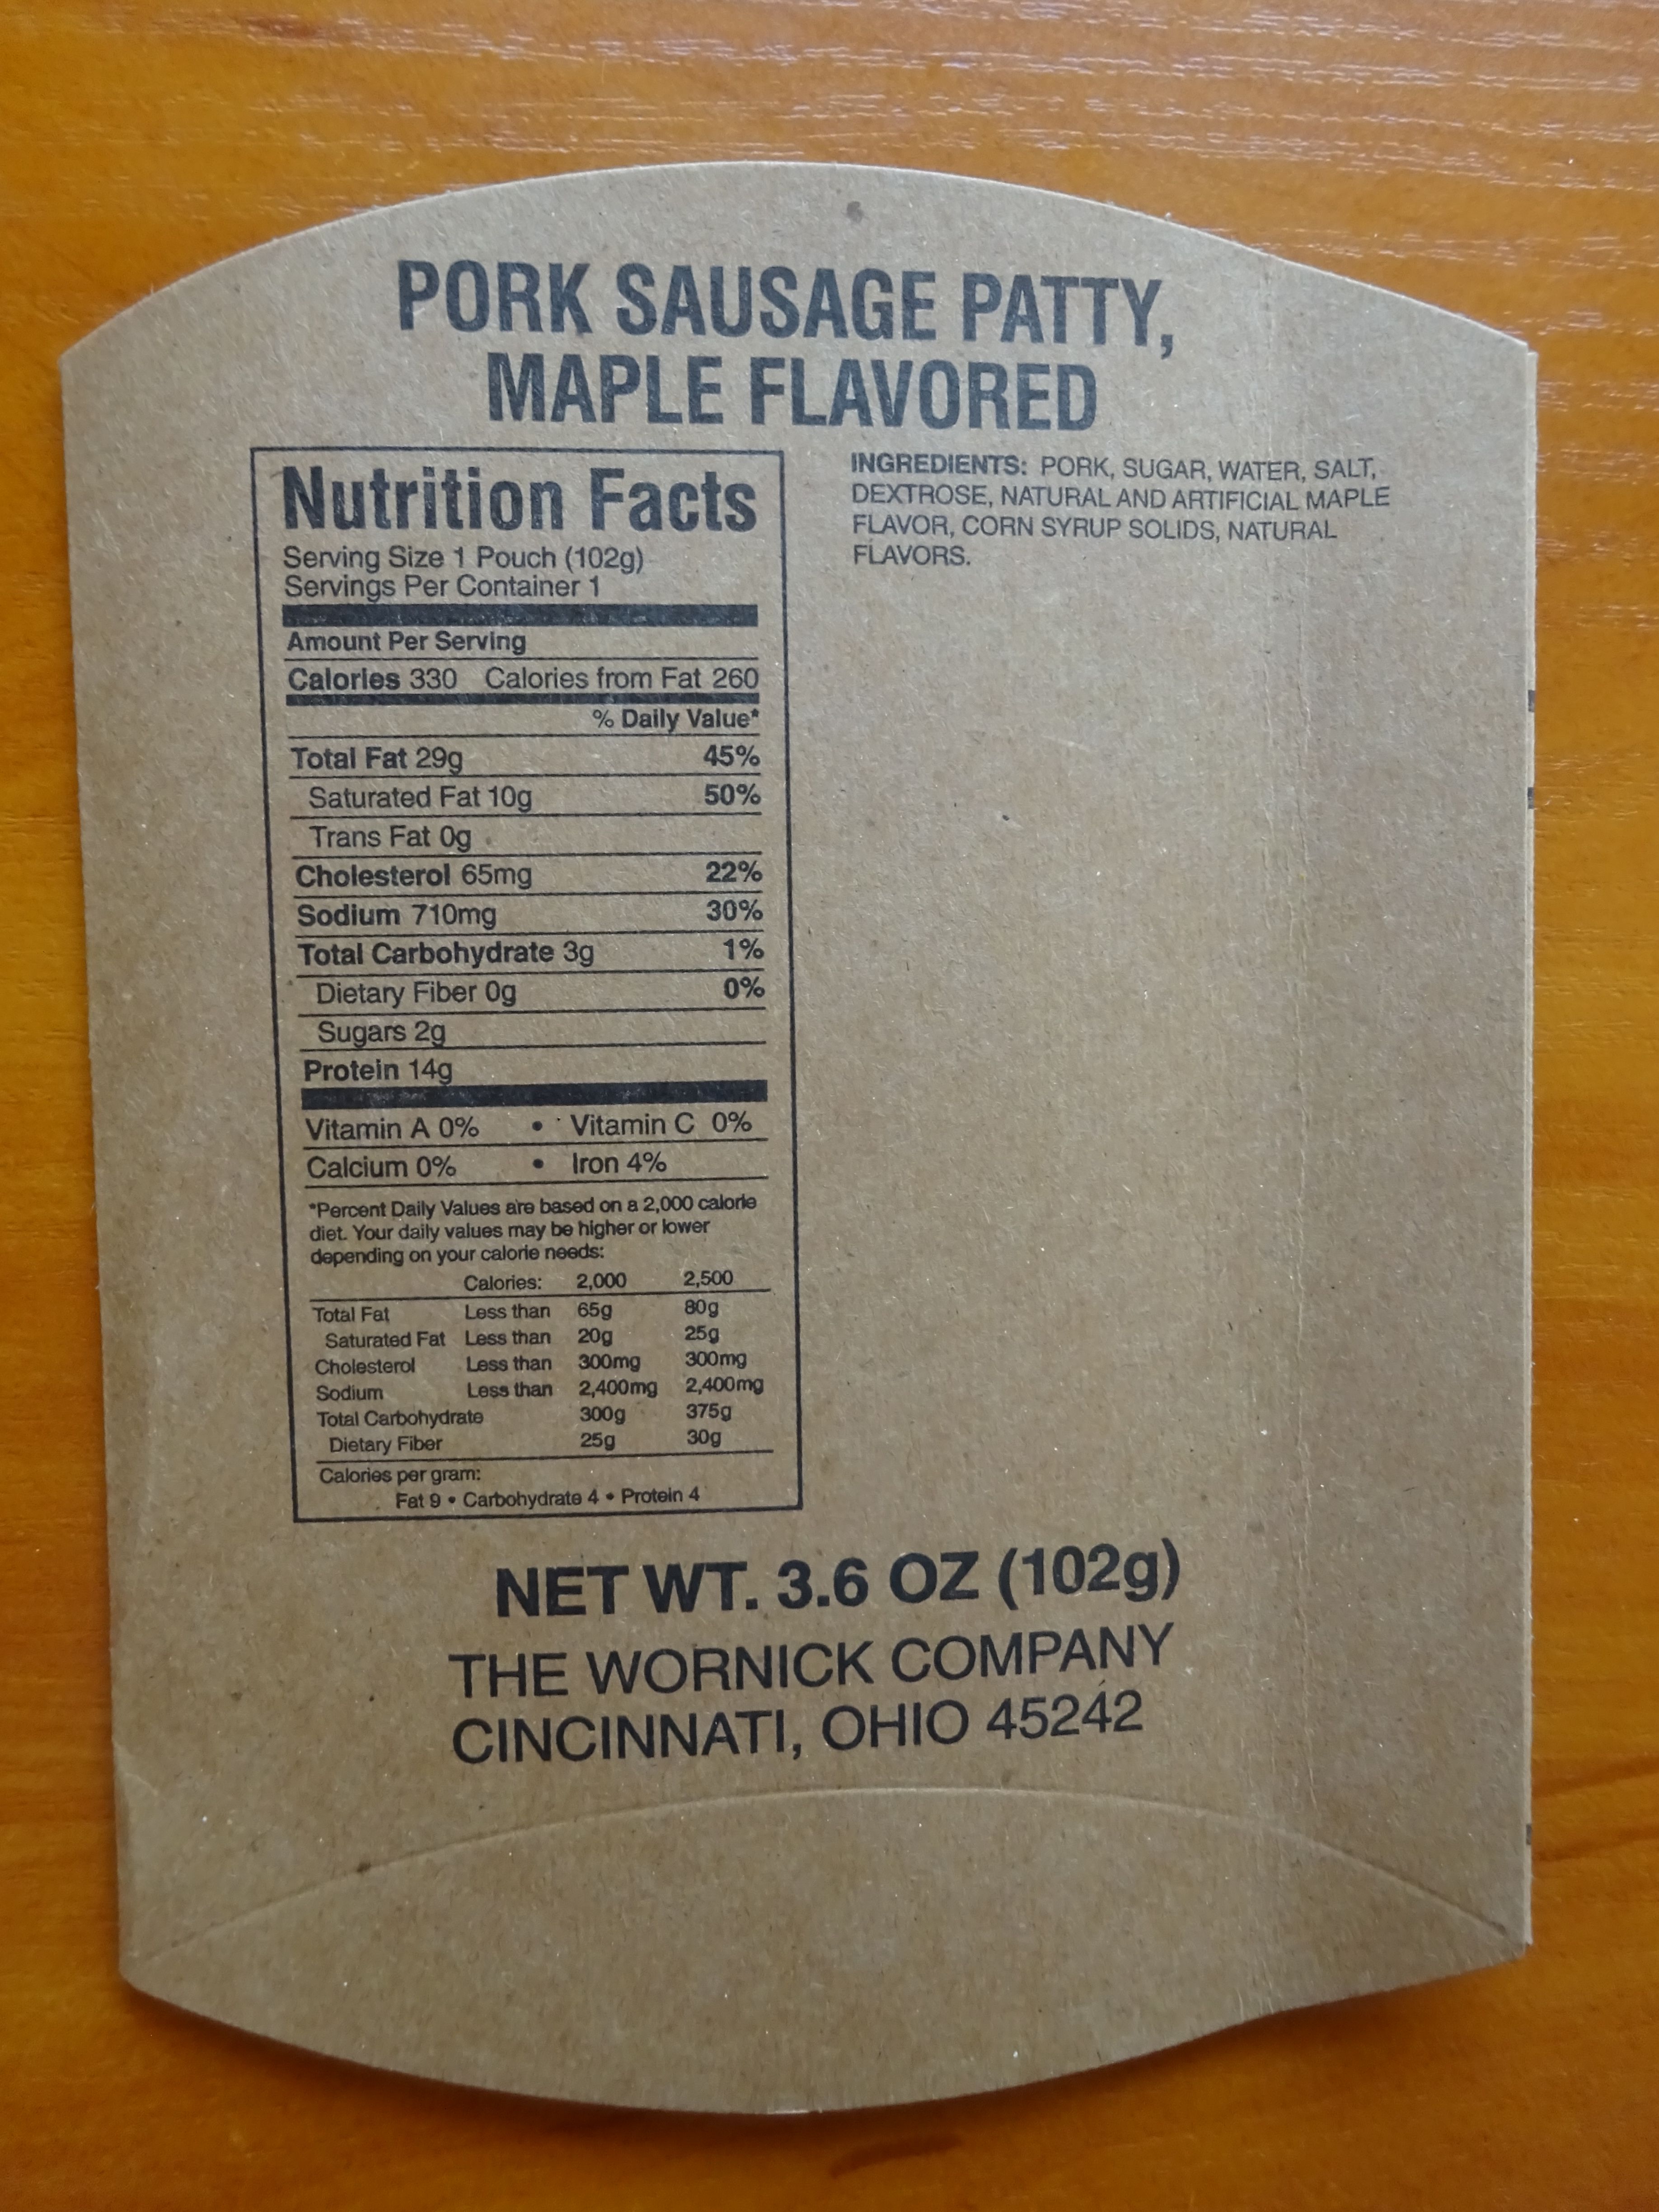 PORK SAUSAGE PATTY,
MAPLE FLAVORED
Nutrition Facts
Serving Size 1 Pouch (102g)
Servings Per Container 1
Amount Per Serving
Calories 330 Calories from Fat 260
% Daily Value*
Total Fat 29g 45%
Saturated Fat 10g 50%
Trans Fat 0g
Cholesterol 65mg 22%
Sodium 710mg 30%
Total Carbohydrate 3g 1%
Dietary Fiber 0g 0%
Sugars 2g
Protein 14g
Vitamin A 0% • Vitamin C 0%
Calcium 0% • Iron 4%
*Percent Daily Values are based on a 2,000 calorie
diet. Your daily values may be higher or lower
depending on your calorie needs:
Calories: 2,000 2,500
Total Fat Less than 65g 80g
Saturated Fat Less than 20g 25g
Cholesterol Less than 300mg 300mg
Sodium Less than 2,400mg 2,400mg
Total Carbohydrate 300g 375g
Dietary Fiber 25g 30g
Calories per gram:
Fat 9 • Carbohydrate 4 • Protein 4
INGREDIENTS: PORK, SUGAR, WATER, SALT,
DEXTROSE, NATURAL AND ARTIFICIAL MAPLE
FLAVOR, CORN SYRUP SOLIDS, NATURAL
FLAVORS.
NET WT. 3.6 OZ (102g)
THE WORNICK COMPANY
CINCINNATI, OHIO 45242